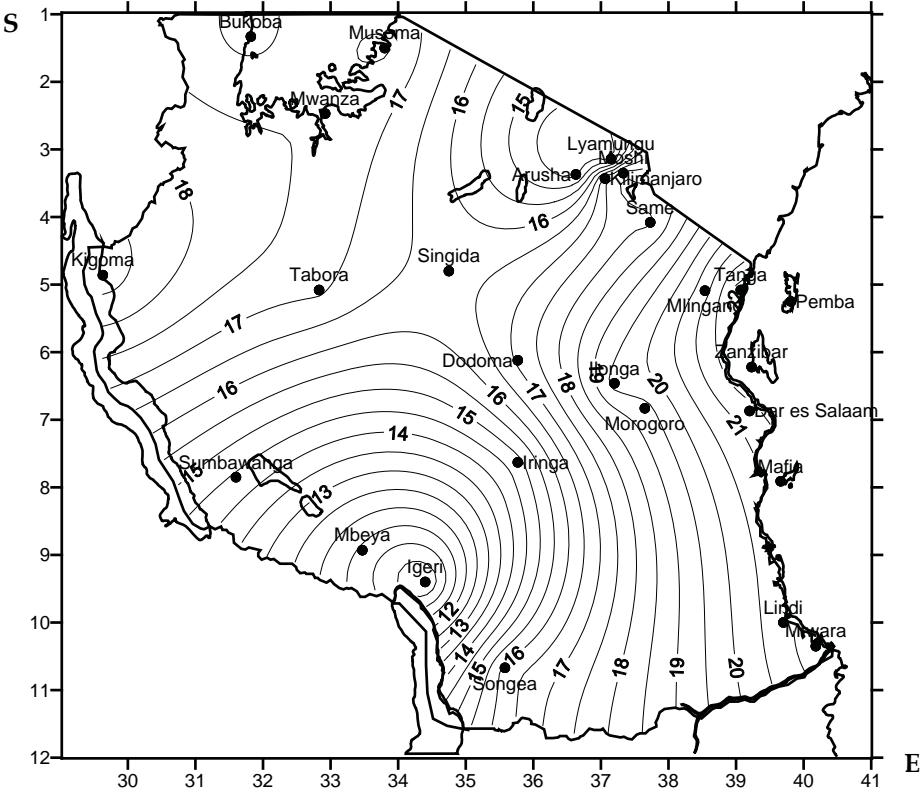 S
1
Bukoba
Musoma
2
17
16
15
Mwanza
3
Lyamungu
Moshi
Arusha
Kilimanjaro
18
4
16
Same
Kigoma
Singida
5
Tabora
Tanga
22
Mlingano
Pemba
17
6
Zanzibar
Dodoma
Ilonga
19
16
16
17
18
20
7
15
Dar es Salaam
Morogoro
21
14
Sumbawanga
15
Iringa
Mafia
8
13
Mbeya
9
Igeri
12
10
13
Lindi
Mtwara
14
15
16
17
18
19
20
11
Songea
12
30 31 32 33 34 35 36 37 38 39 40 41
E